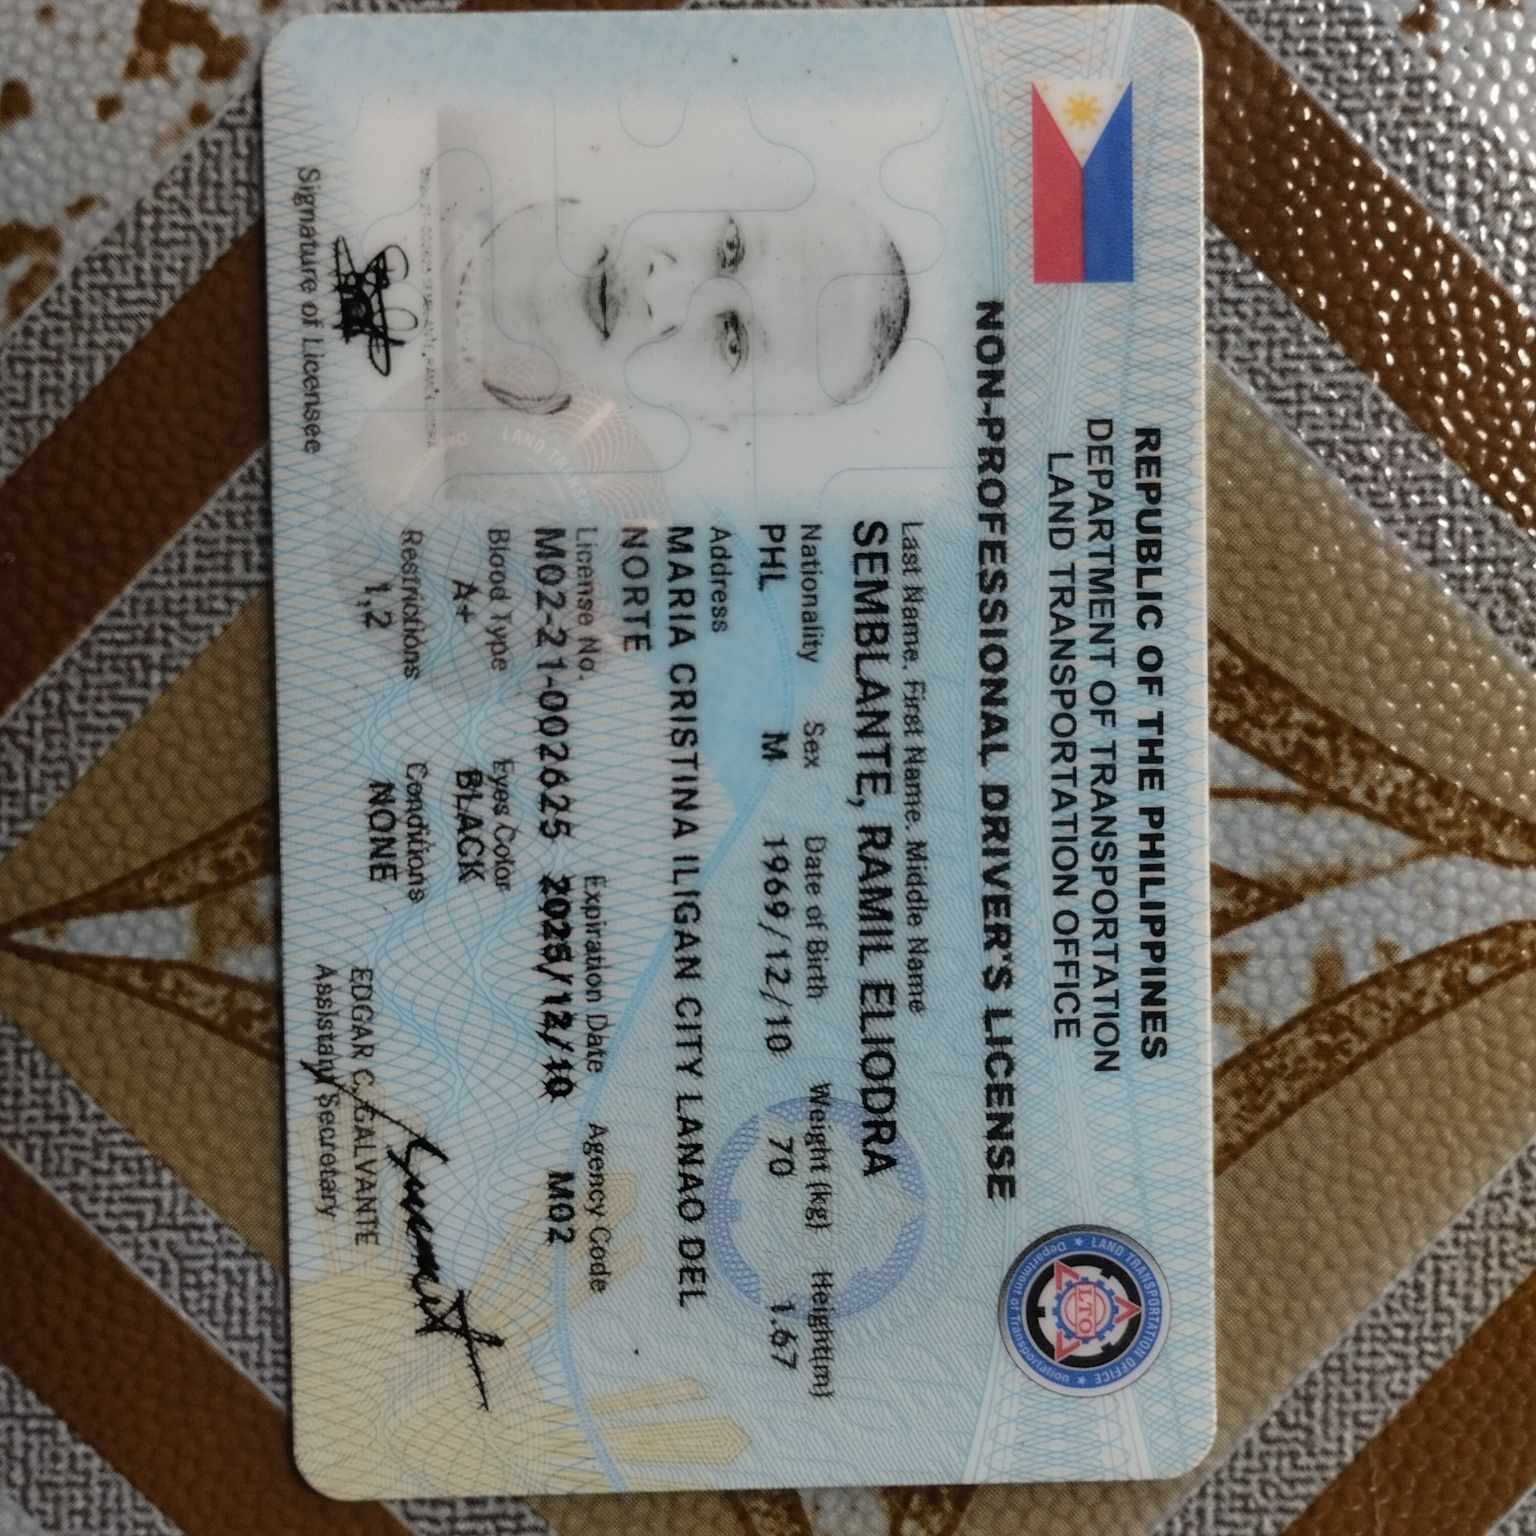 REPUBLIC OF THE PHILIPPINES
DEPARTMENT OF TRANSPORTATION
LAND TRANSPORTATION OFFICE
LAND TRANSPORTATION OFFICE
LTO
★ Department of Transportation ★
NON-PROFESSIONAL DRIVER'S LICENSE
Last Name. First Name. Middle Name
SEMBLANTE, RAMIL ELIODRA
Nationality Sex Date of Birth Weight (kg) Height(m)
PHL M 1969/12/10 70 1.67
Address
MARIA CRISTINA ILIGAN CITY LANAO DEL
NORTE
License No. Expiration Date Agency Code
M02-21-002625 2025/12/10 M02
Blood Type Eyes Color
A+ BLACK
Restrictions Conditions
1,2 NONE
Signature of Licensee
EDGAR C. GALVANTE
Assistant Secretary